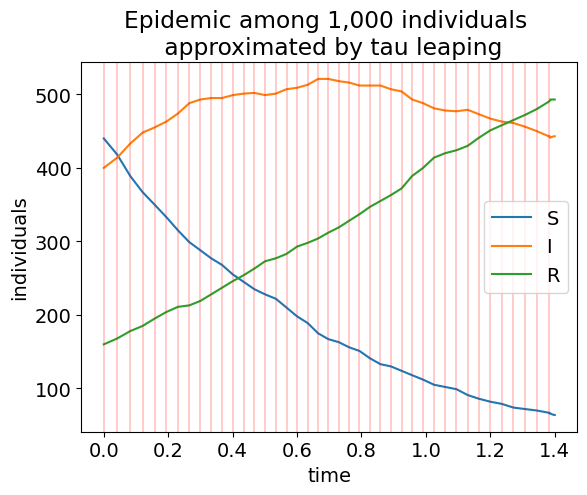 Epidemic among 1,000 individuals
approximated by tau leaping
individuals
500
400
300
200
100
S
I
R
0.0 0.2 0.4 0.6 0.8 1.0 1.2 1.4
time